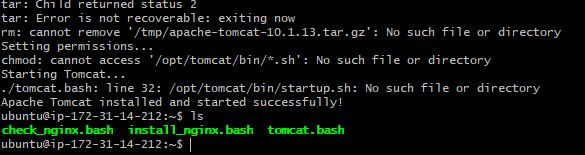 tar: Child returned status 2
tar: Error is not recoverable: exiting now
rm: cannot remove '/tmp/apache-tomcat-10.1.13.tar.gz': No such file or directory
Setting permissions...
chmod: cannot access '/opt/tomcat/bin/*.sh': No such file or directory
Starting Tomcat...
./tomcat.bash: line 32: /opt/tomcat/bin/startup.sh: No such file or directory
Apache Tomcat installed and started successfully!
ubuntu@ip-172-31-14-212:~$ ls
check_nginx.bash  install_nginx.bash  tomcat.bash
ubuntu@ip-172-31-14-212:~$